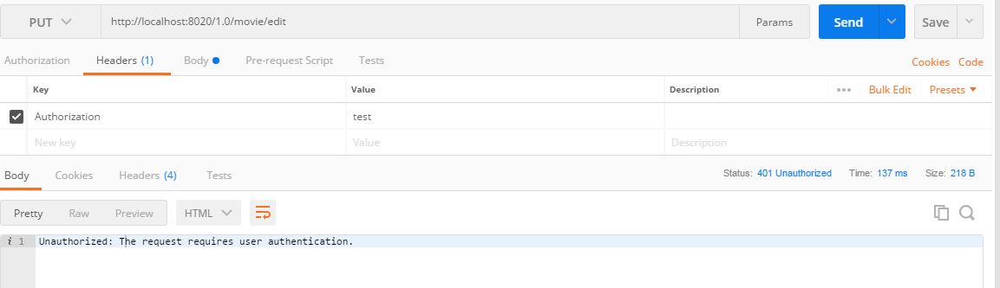 PUT http://localhost:8020/1.0/movie/edit Params Send Save
Authorization Headers (1) Body Pre-request Script Tests Cookies Code
Key Value Description Bulk Edit Presets
Authorization test
New key Value Description
Body Cookies Headers (4) Tests Status: 401 Unauthorized Time: 137 ms Size: 218 B
Pretty Raw Preview HTML
i 1 Unauthorized: The request requires user authentication.